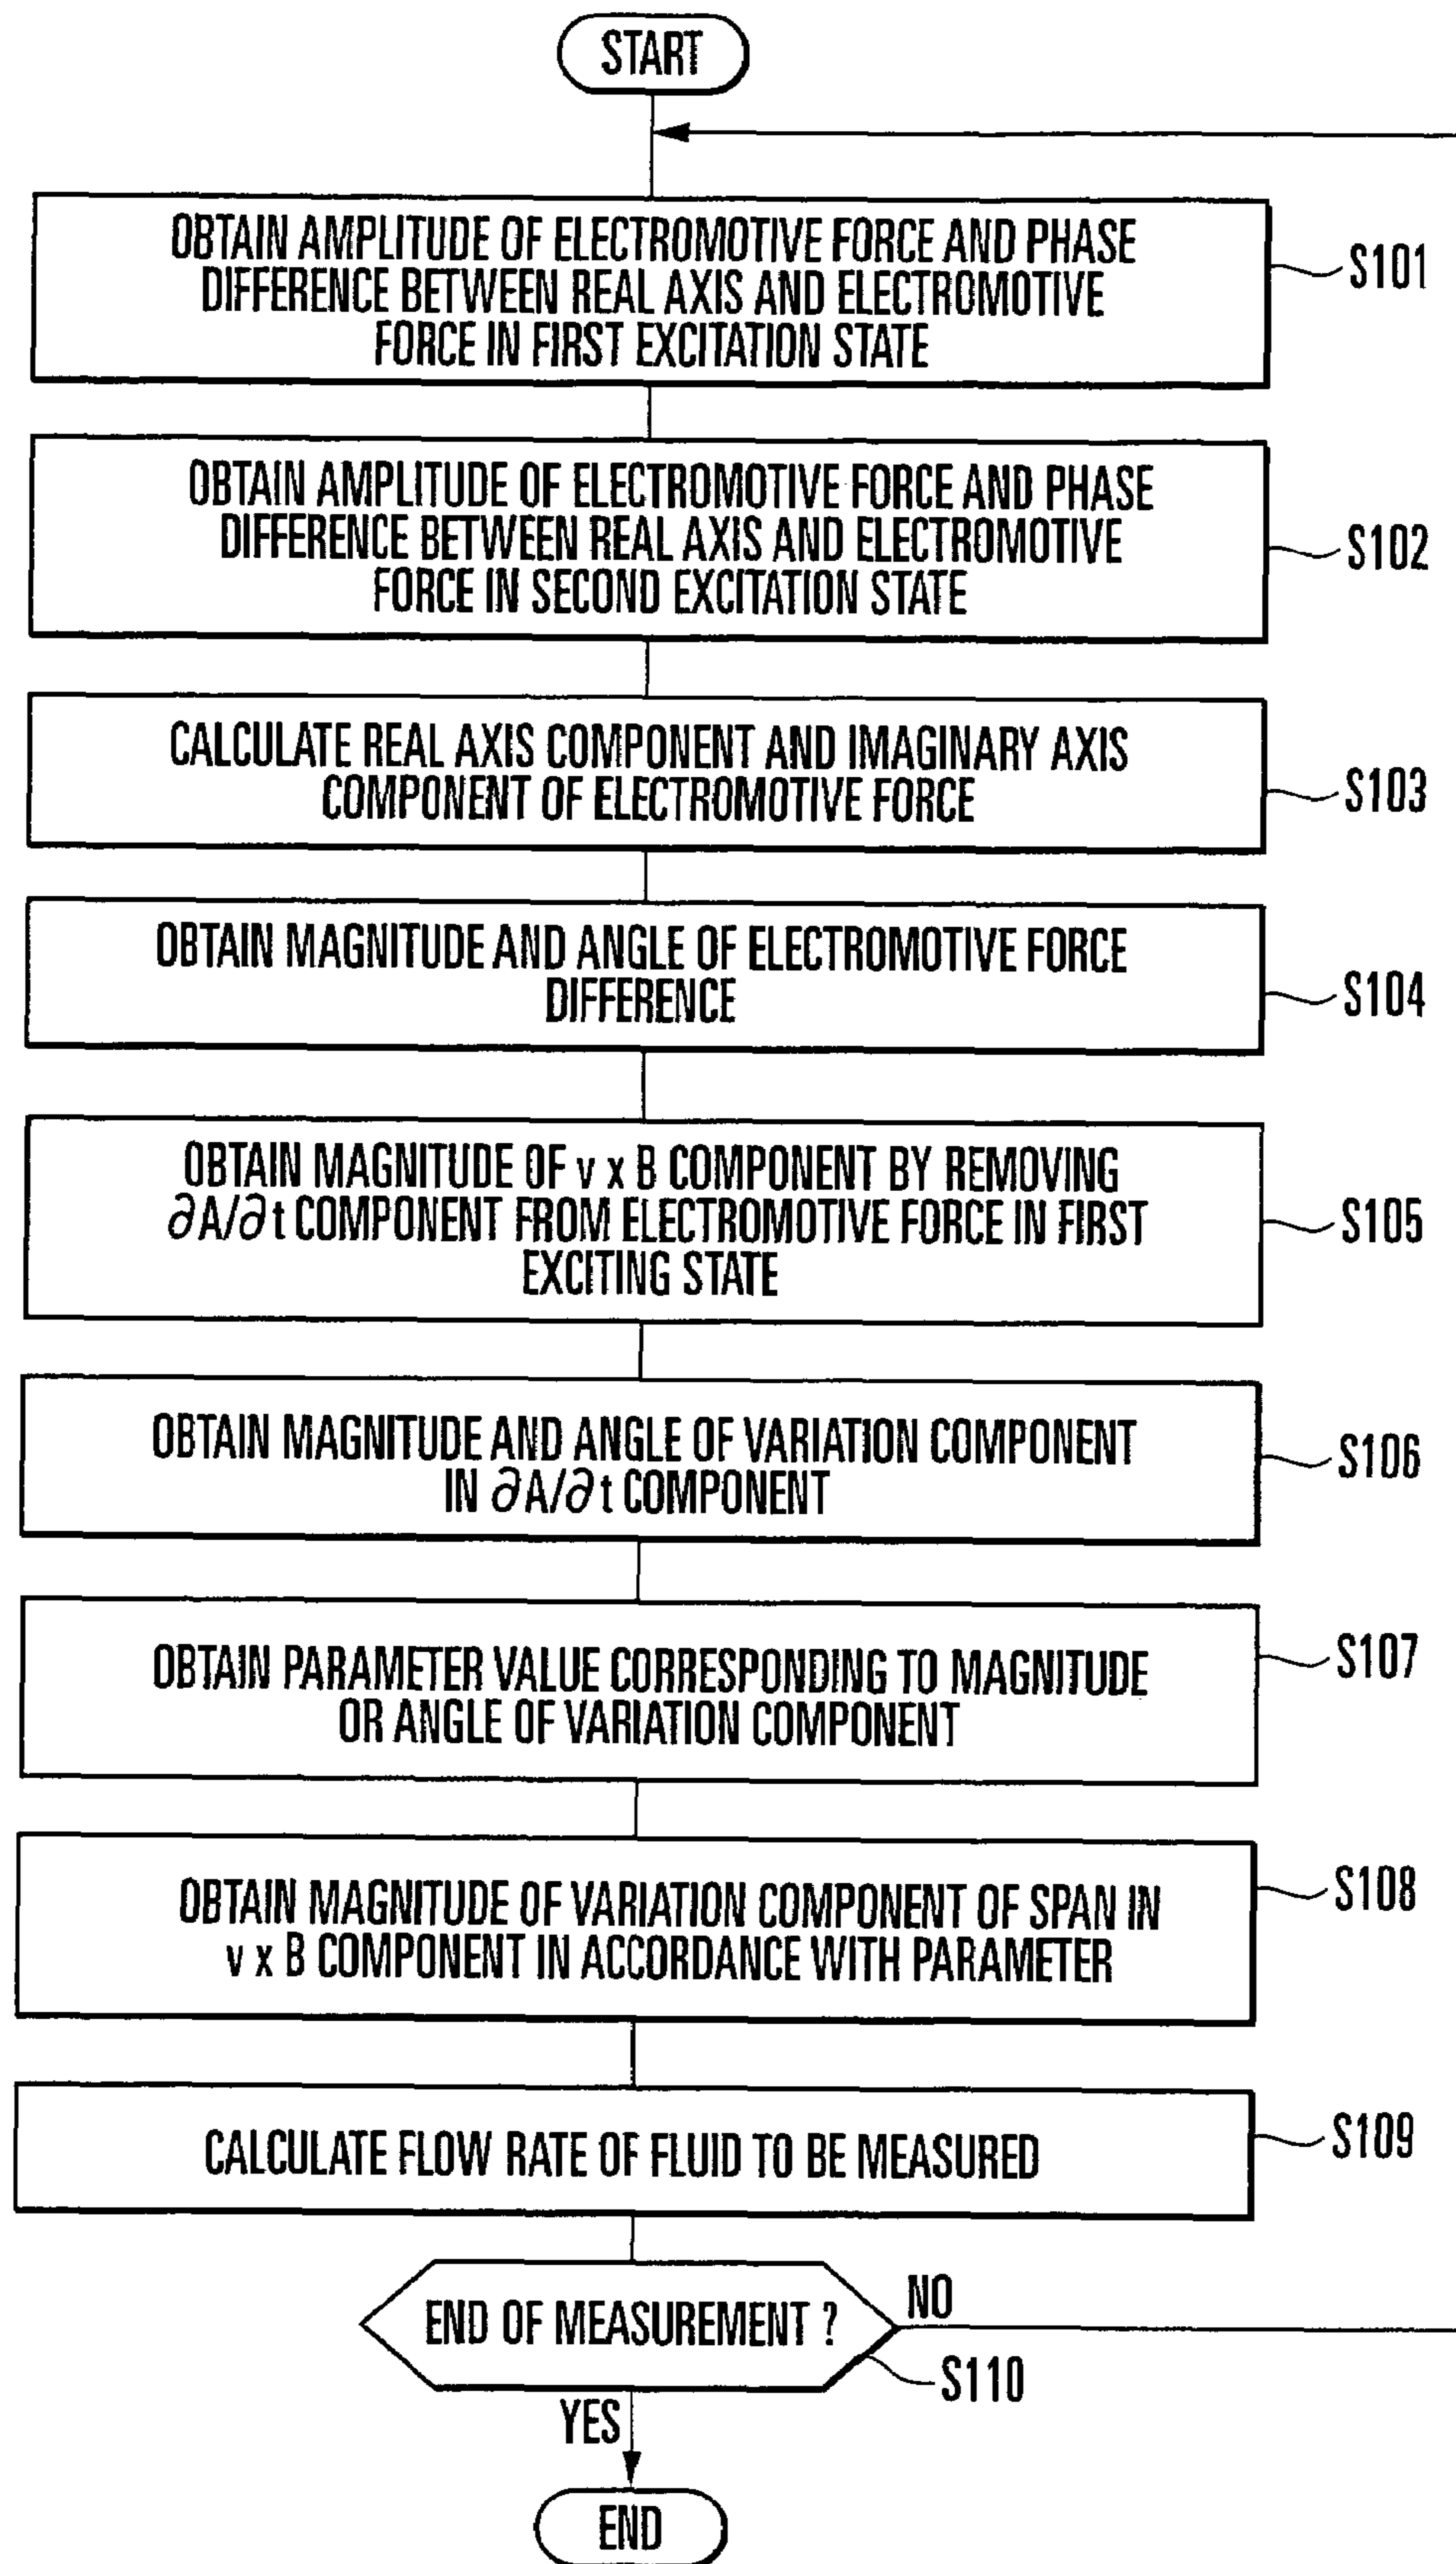 START
OBTAIN AMPLITUDE OF ELECTROMOTIVE FORCE AND PHASE
DIFFERENCE BETWEEN REAL AXIS AND ELECTROMOTIVE
FORCE IN FIRST EXCITATION STATE
S101
OBTAIN AMPLITUDE OF ELECTROMOTIVE FORCE AND PHASE
DIFFERENCE BETWEEN REAL AXIS AND ELECTROMOTIVE
FORCE IN SECOND EXCITATION STATE
S102
CALCULATE REAL AXIS COMPONENT AND IMAGINARY AXIS
COMPONENT OF ELECTROMOTIVE FORCE
S103
OBTAIN MAGNITUDE AND ANGLE OF ELECTROMOTIVE FORCE
DIFFERENCE
S104
OBTAIN MAGNITUDE OF v x B COMPONENT BY REMOVING
∂A/∂t COMPONENT FROM ELECTROMOTIVE FORCE IN FIRST
EXCITING STATE
S105
OBTAIN MAGNITUDE AND ANGLE OF VARIATION COMPONENT
IN ∂A/∂t COMPONENT
S106
OBTAIN PARAMETER VALUE CORRESPONDING TO MAGNITUDE
OR ANGLE OF VARIATION COMPONENT
S107
OBTAIN MAGNITUDE OF VARIATION COMPONENT OF SPAN IN
v x B COMPONENT IN ACCORDANCE WITH PARAMETER
S108
CALCULATE FLOW RATE OF FLUID TO BE MEASURED
S109
END OF MEASUREMENT ?
NO
S110
YES
END